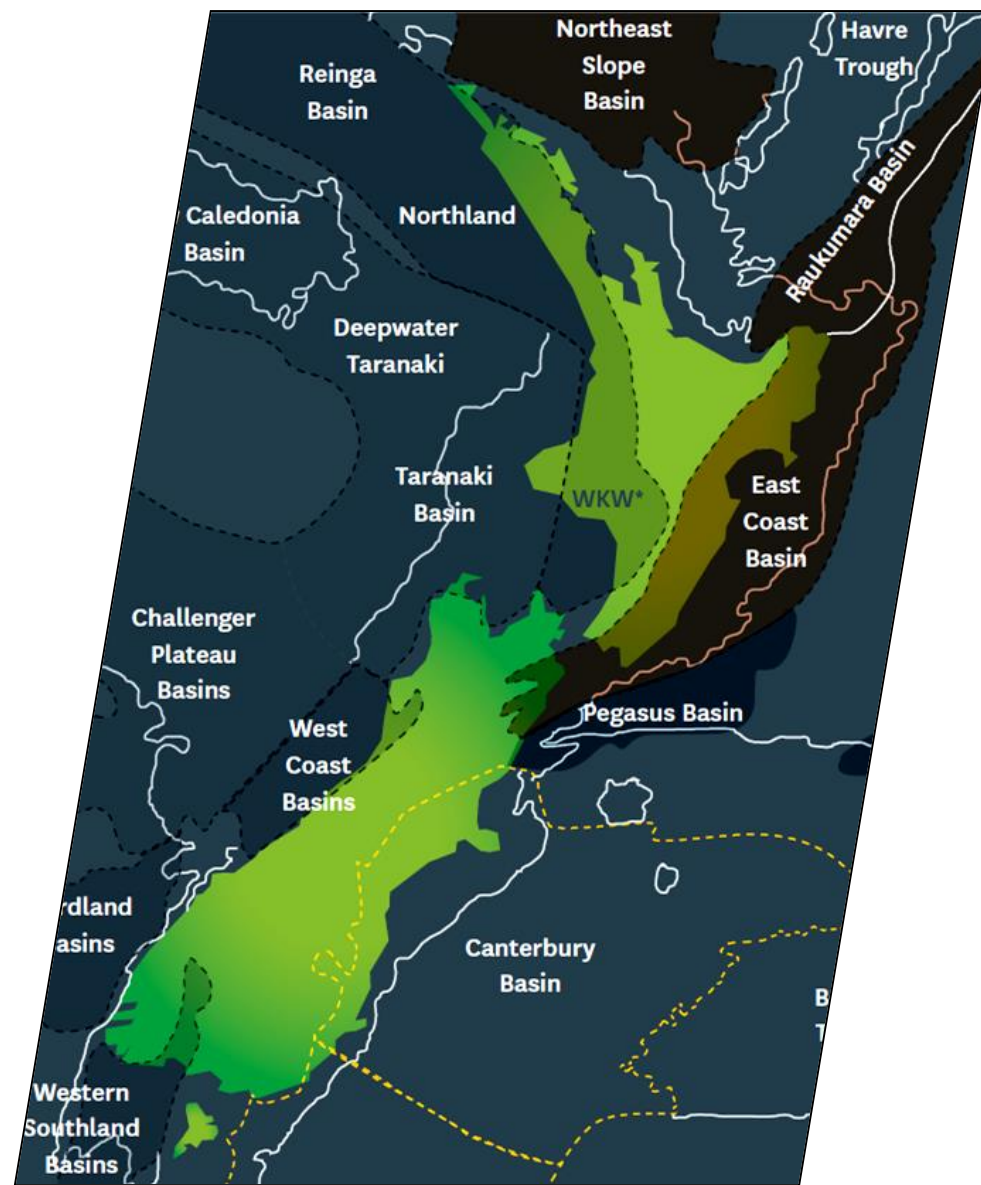 Northeast
Slope
Basin
Havre
Trough
Reinga
Basin
Raukumara Basin
Caledonia
Basin
Northland
Deepwater
Taranaki
Taranaki
Basin
WKW*
East
Coast
Basin
Challenger
Plateau
Basins
Pegasus Basin
West
Coast
Basins
rdland
asins
Canterbury
Basin
B
T
Western
Southland
Basins